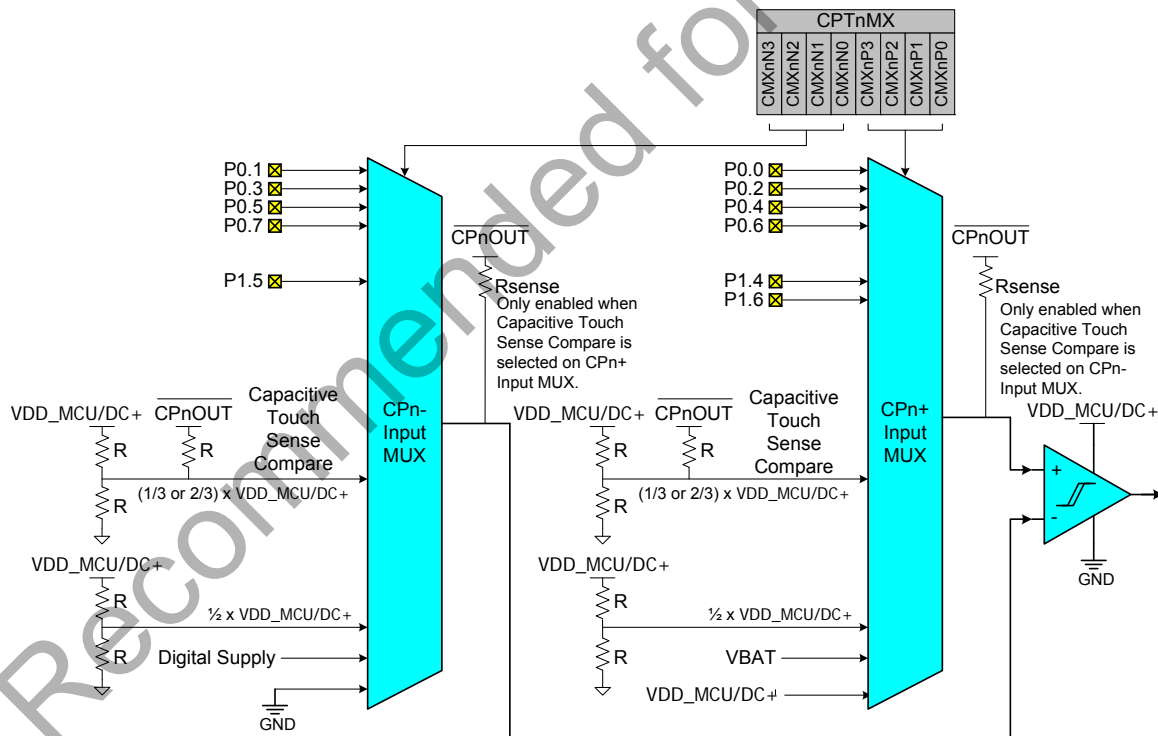 CPTnMX
CMXnN3
CMXnN2
CMXnN1
CMXnN0
CMXnP3
CMXnP2
CMXnP1
CMXnP0
P0.1
P0.3
P0.5
P0.7
P1.5
CPnOUT
Rsense
Only enabled when
Capacitive Touch
Sense Compare is
selected on CPn+
Input MUX.
VDD_MCU/DC+
R
R
CPnOUT
R
Capacitive
Touch
Sense
Compare
(1/3 or 2/3) x VDD_MCU/DC+
CPn-
Input
MUX
VDD_MCU/DC+
R
R
½ x VDD_MCU/DC+
Digital Supply
GND
P0.0
P0.2
P0.4
P0.6
P1.4
P1.6
CPnOUT
Rsense
Only enabled when
Capacitive Touch
Sense Compare is
selected on CPn-
Input MUX.
VDD_MCU/DC+
R
R
CPnOUT
R
Capacitive
Touch
Sense
Compare
(1/3 or 2/3) x VDD_MCU/DC+
CPn+
Input
MUX
VDD_MCU/DC+
R
R
½ x VDD_MCU/DC+
VBAT
VDD_MCU/DC+
VDD_MCU/DC+
+
-
GND
Recommended for